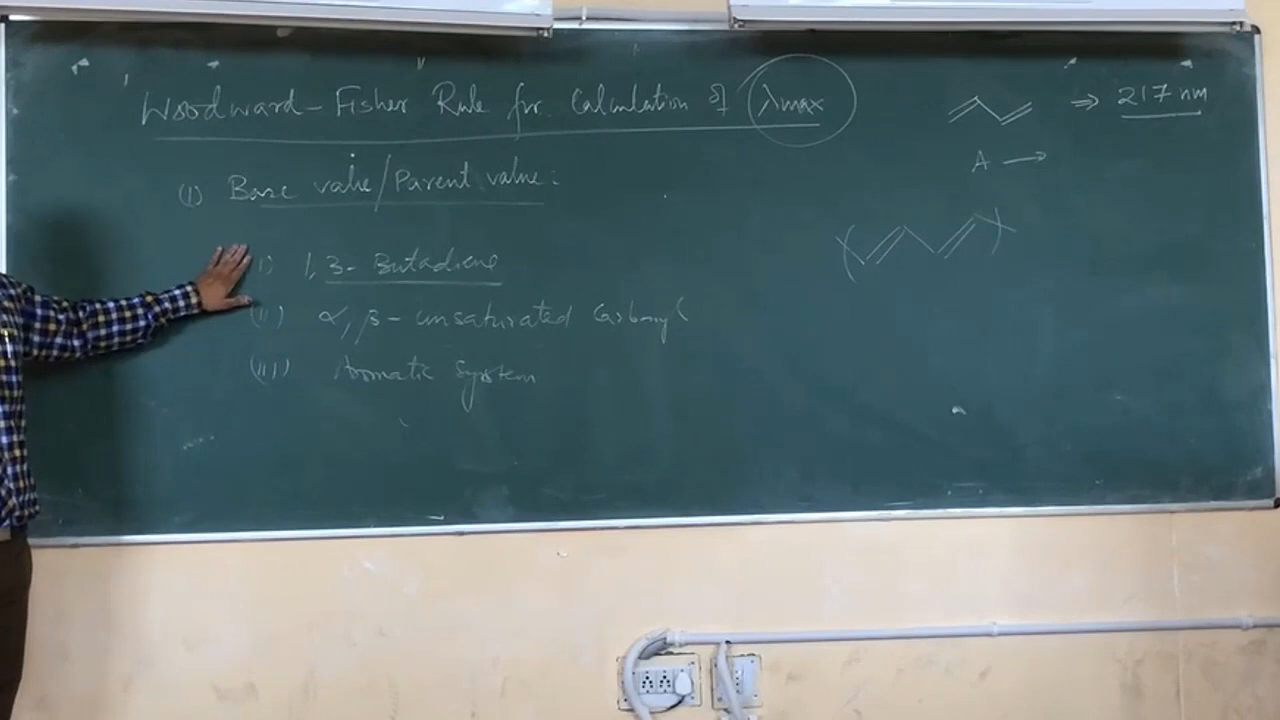 Woodward-Fisher Rule for Calculation of λmax
(1) Base value/Parent value:
i) 1,3-Butadiene
(ii) α,β-unsaturated Carbonyl
(iii) Aromatic System
⇒ 217 nm
A →